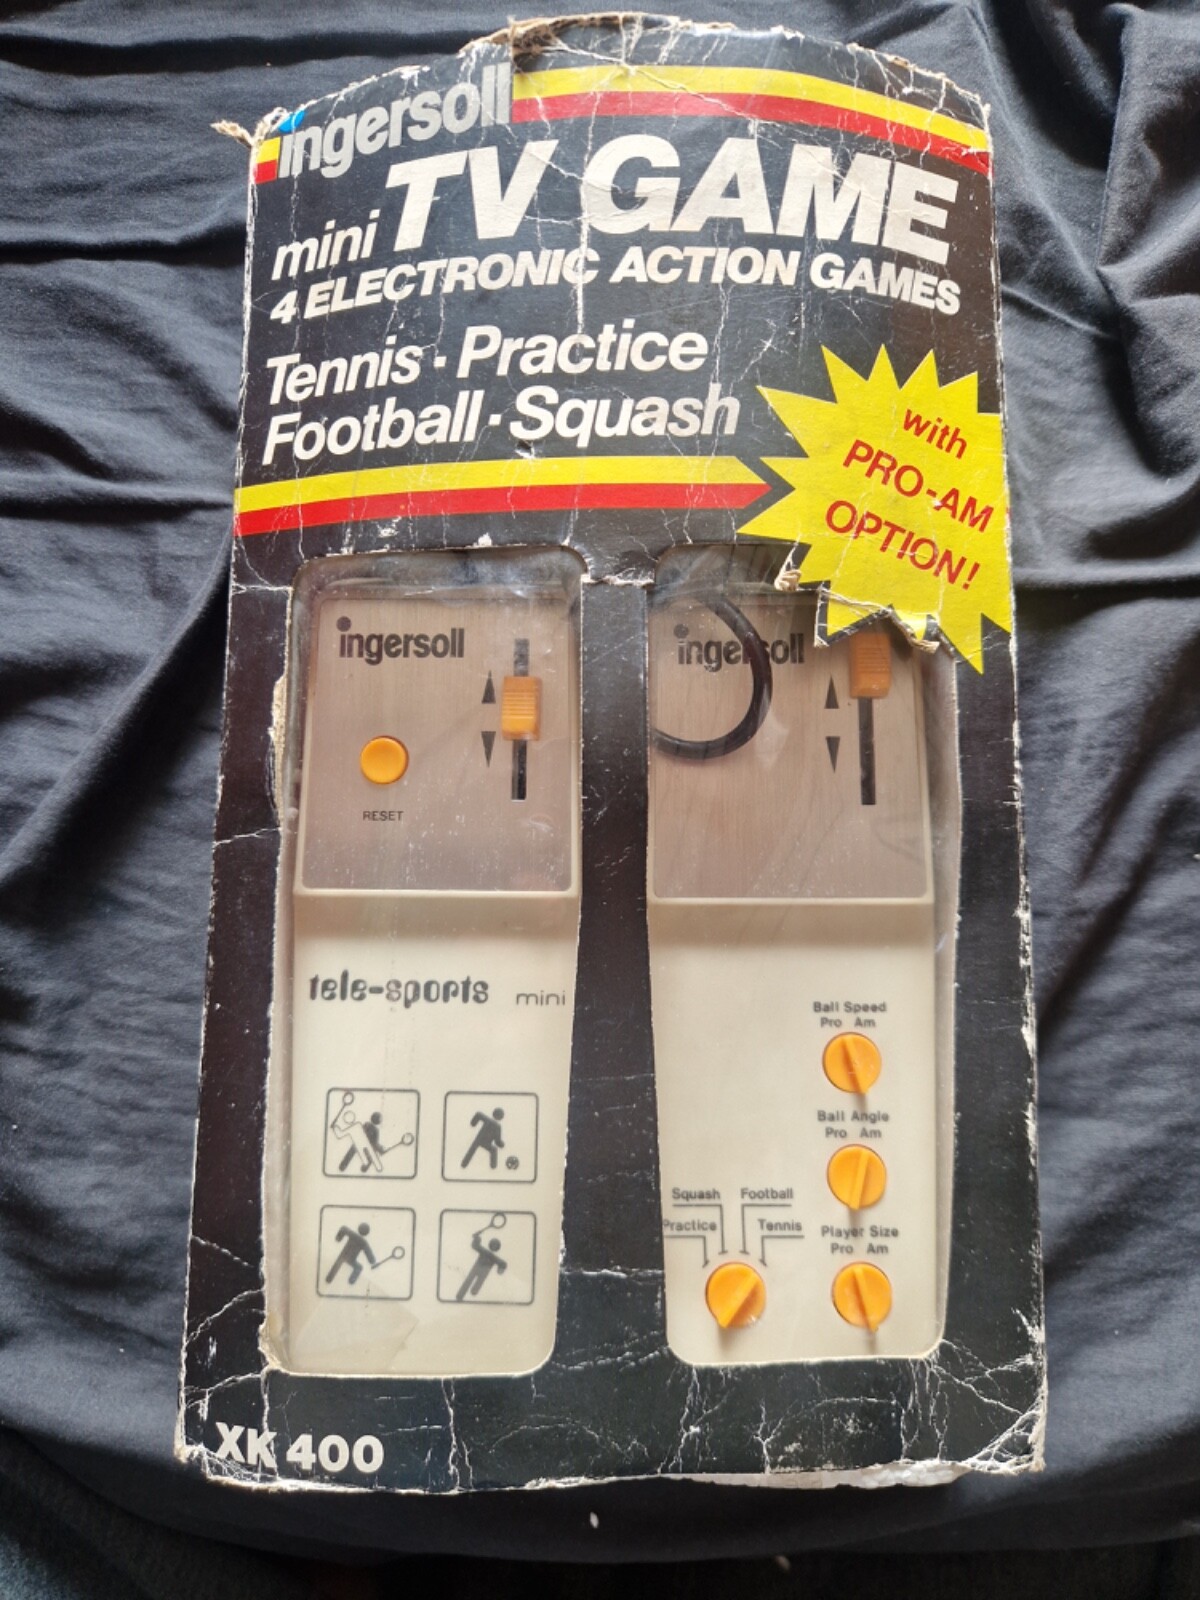 ingersoll
mini TV GAME
4 ELECTRONIC ACTION GAMES
Tennis · Practice
Football · Squash
with
PRO-AM
OPTION!
ingersoll
RESET
tele-sports mini
ingersoll
Ball Speed
Pro Am
Ball Angle
Pro Am
Squash Football
Practice Tennis
Player Size
Pro Am
XK 400